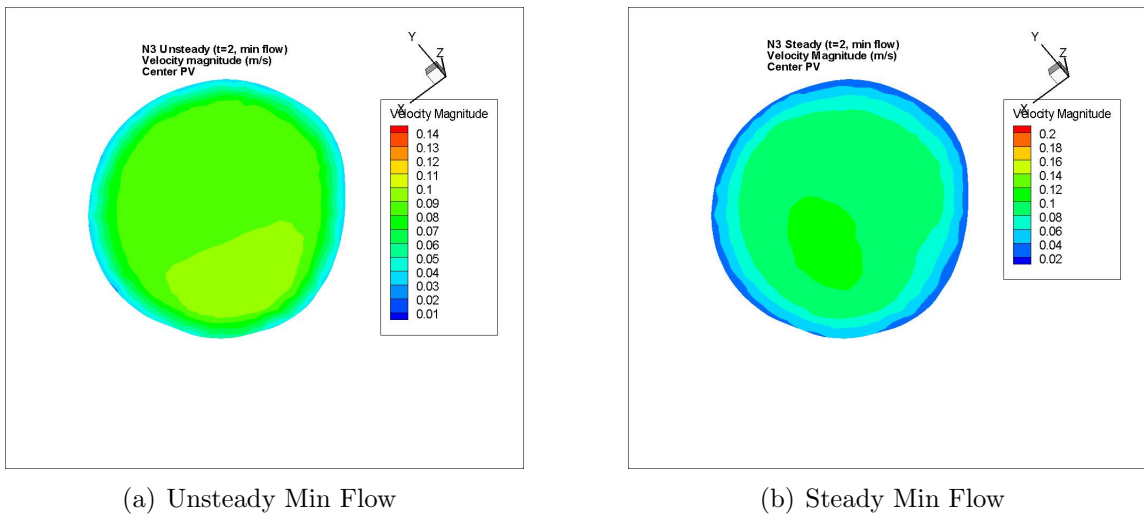 N3 Unsteady (t=2, min flow)
Velocity magnitude (m/s)
Center PV
Y
Z
X
Velocity Magnitude
0.14
0.13
0.12
0.11
0.1
0.09
0.08
0.07
0.06
0.05
0.04
0.03
0.02
0.01
(a) Unsteady Min Flow
N3 Steady (t=2, min flow)
Velocity Magnitude (m/s)
Center PV
Y
Z
X
Velocity Magnitude
0.2
0.18
0.16
0.14
0.12
0.1
0.08
0.06
0.04
0.02
(b) Steady Min Flow